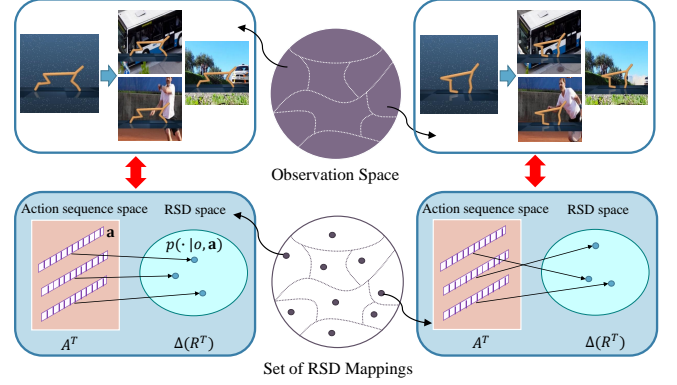 Observation Space
Action sequence space
RSD space
a
p(· |o, a)
A^T
Δ(R^T)
Action sequence space
RSD space
A^T
Δ(R^T)
Set of RSD Mappings